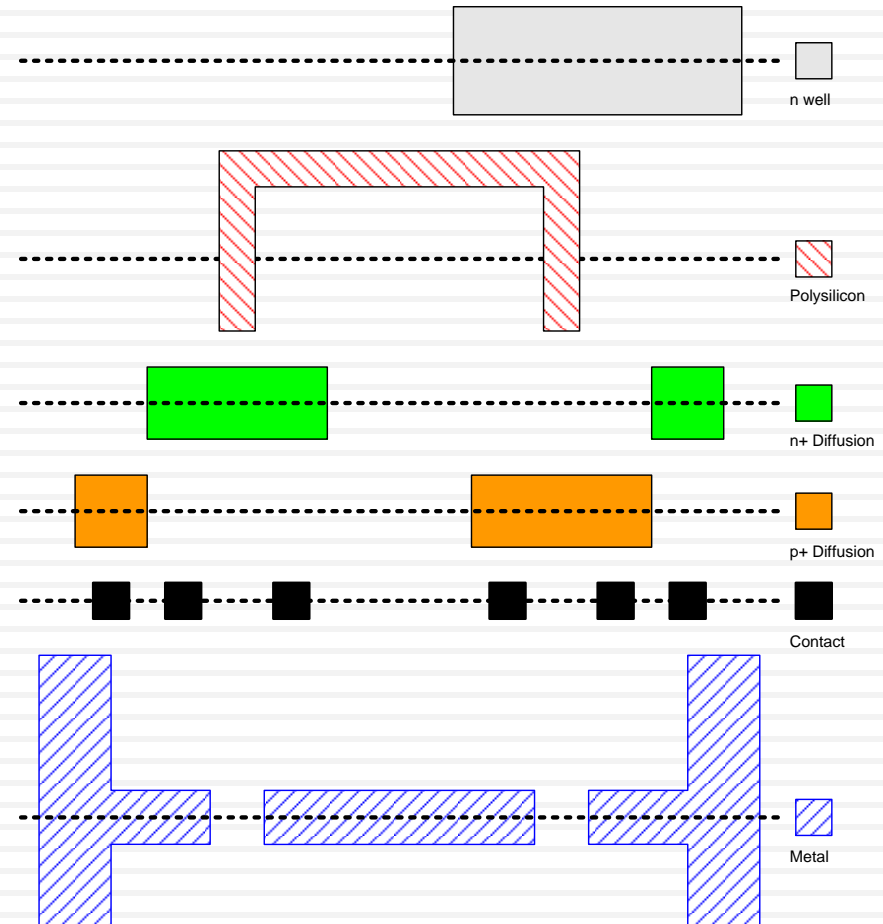 n well
Polysilicon
n+ Diffusion
p+ Diffusion
Contact
Metal